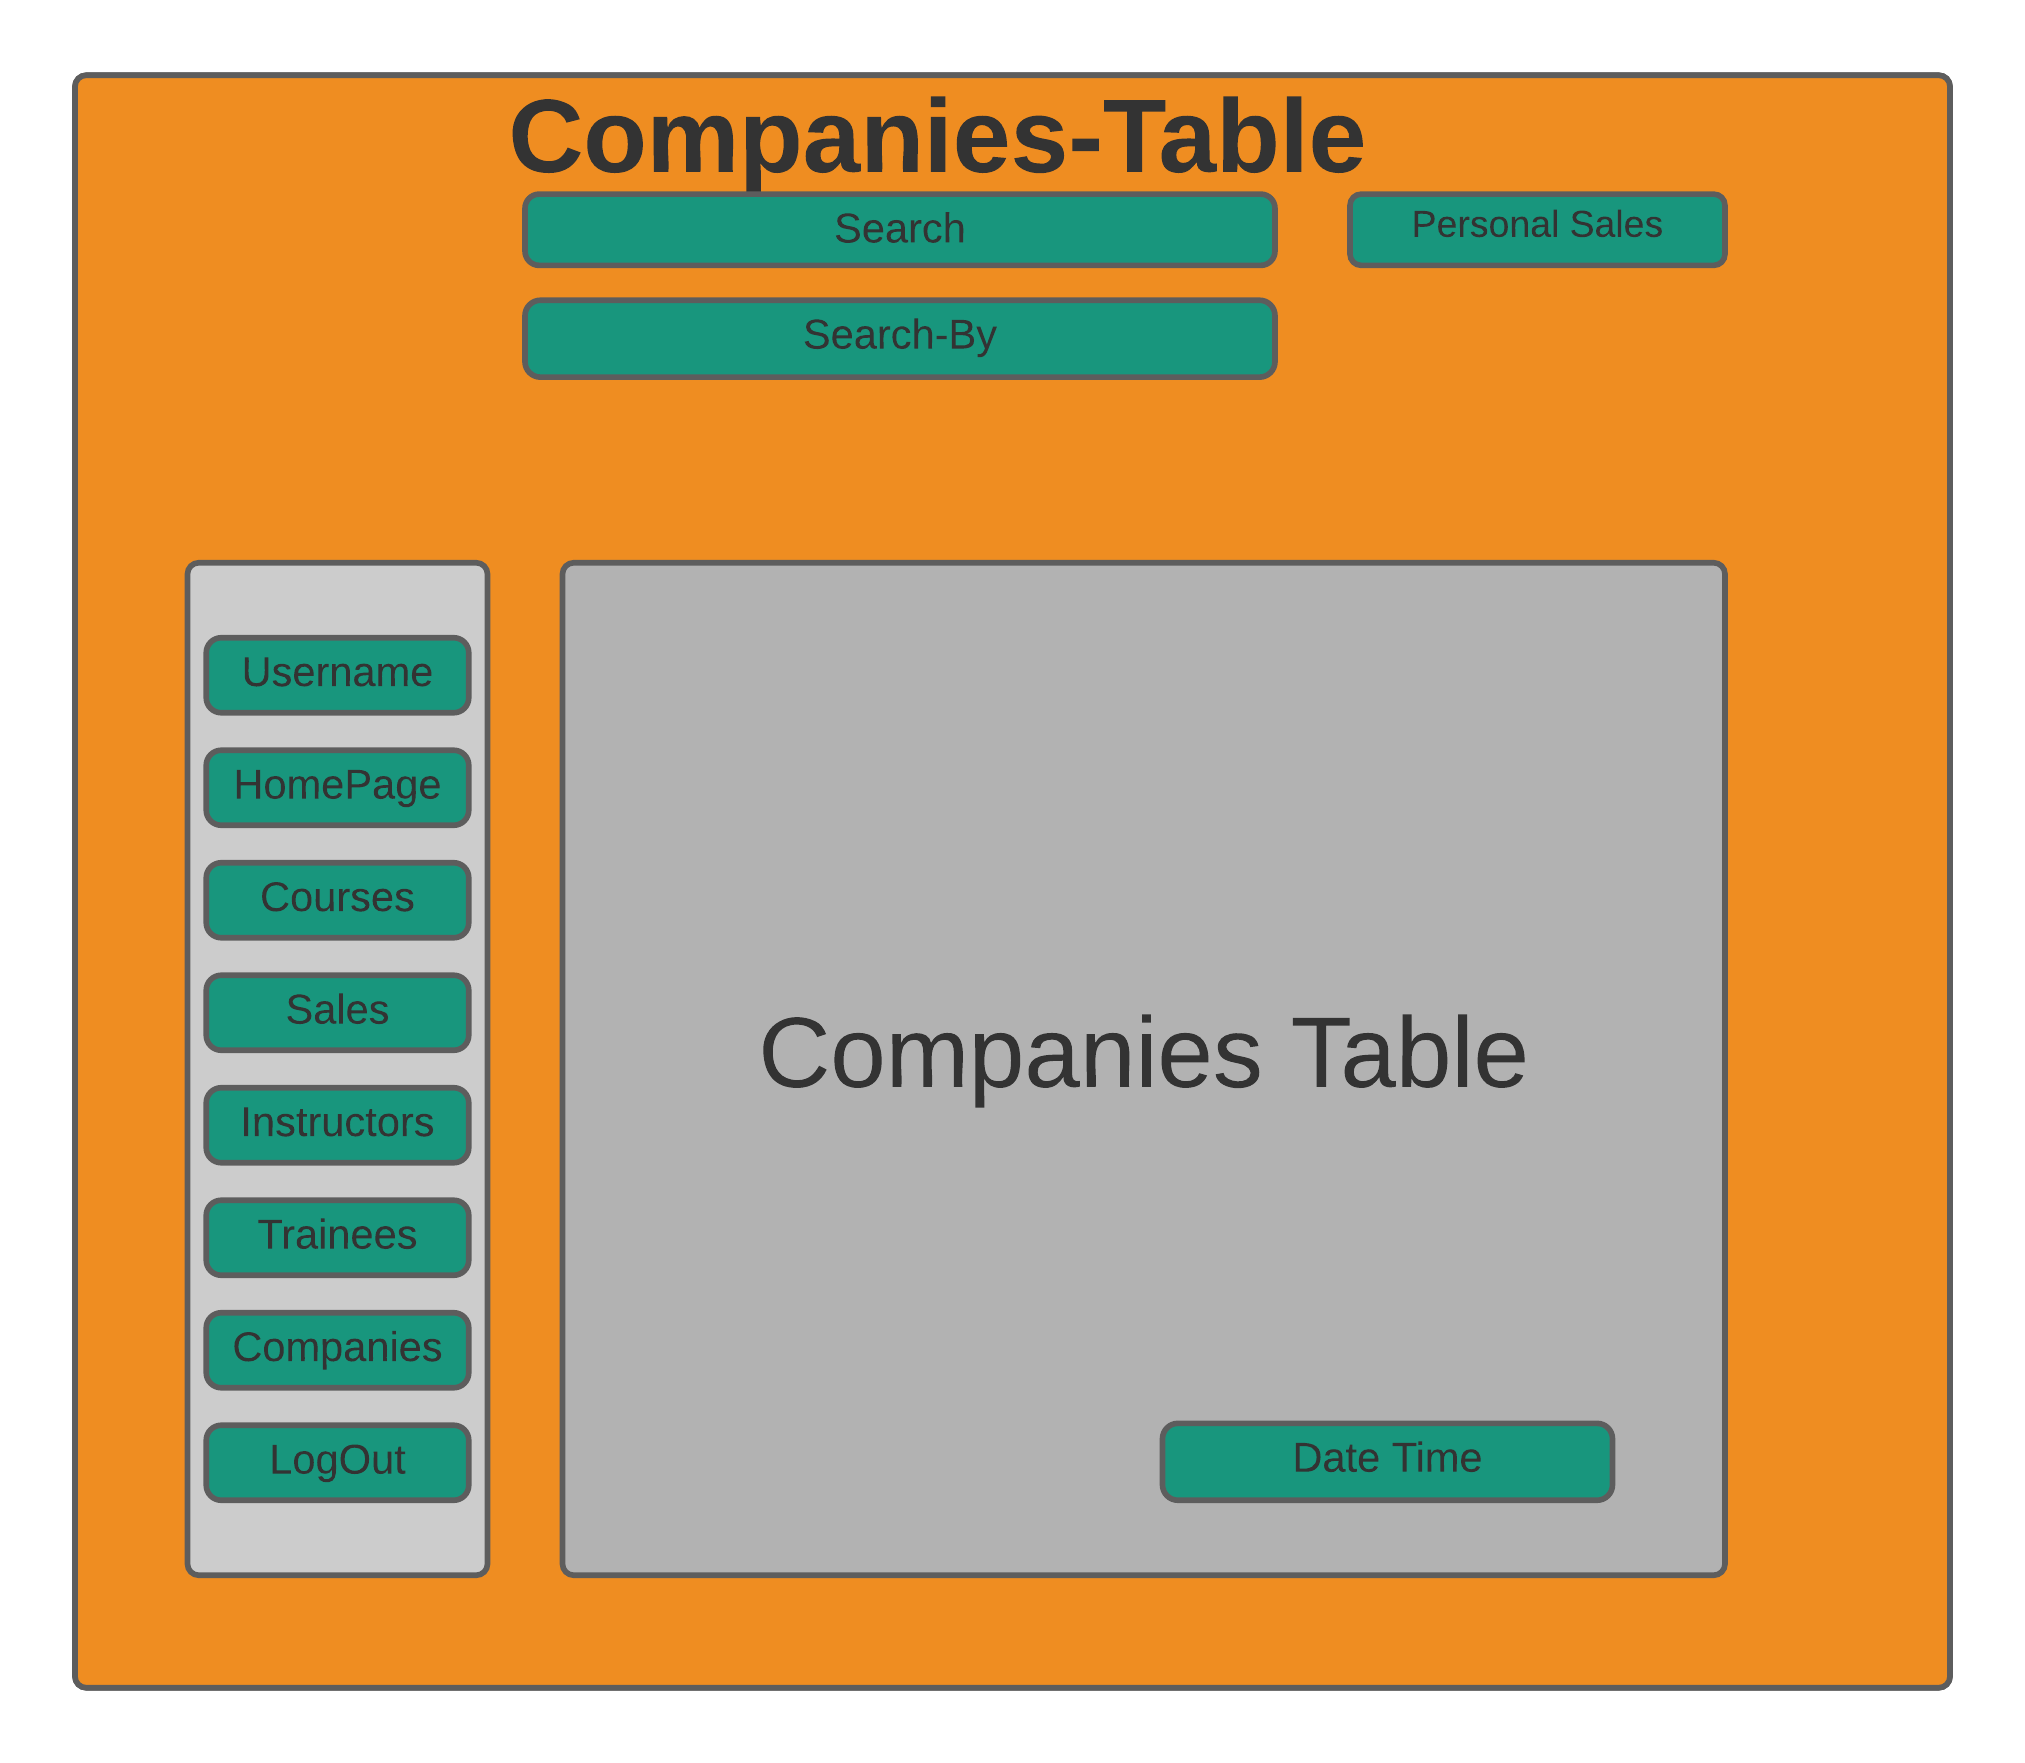 Companies-Table
Search
Personal Sales
Search-By
Username
HomePage
Courses
Sales
Instructors
Trainees
Companies
LogOut
Companies Table
Date Time